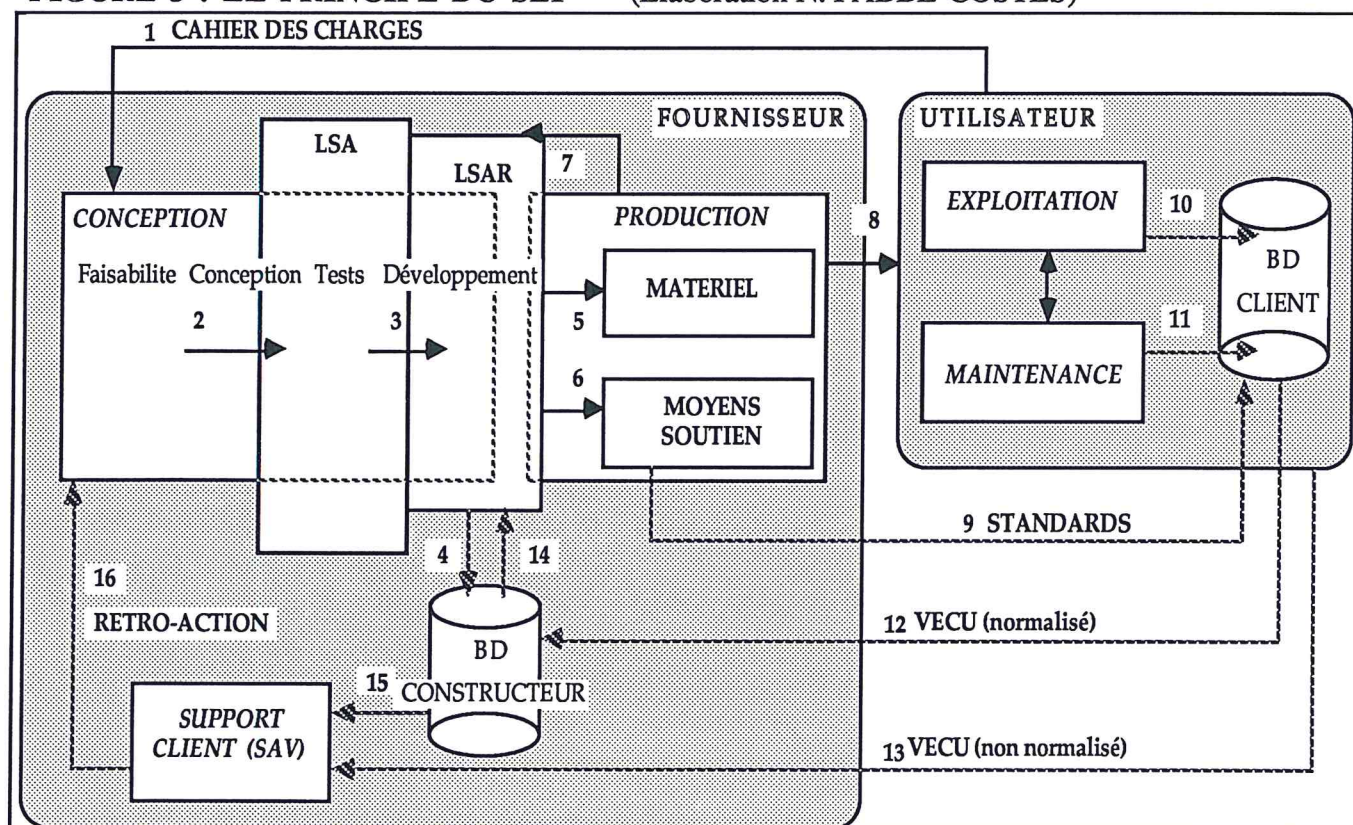 1 CAHIER DES CHARGES
FOURNISSEUR
UTILISATEUR
LSA
LSAR
7
CONCEPTION
PRODUCTION
8
EXPLOITATION
10
Faisabilite Conception Tests Développement
MATERIEL
BD
CLIENT
2
3
5
11
6
MAINTENANCE
MOYENS
SOUTIEN
9 STANDARDS
4
14
16
RETRO-ACTION
12 VECU (normalisé)
BD
CONSTRUCTEUR
15
SUPPORT
CLIENT (SAV)
13 VECU (non normalisé)